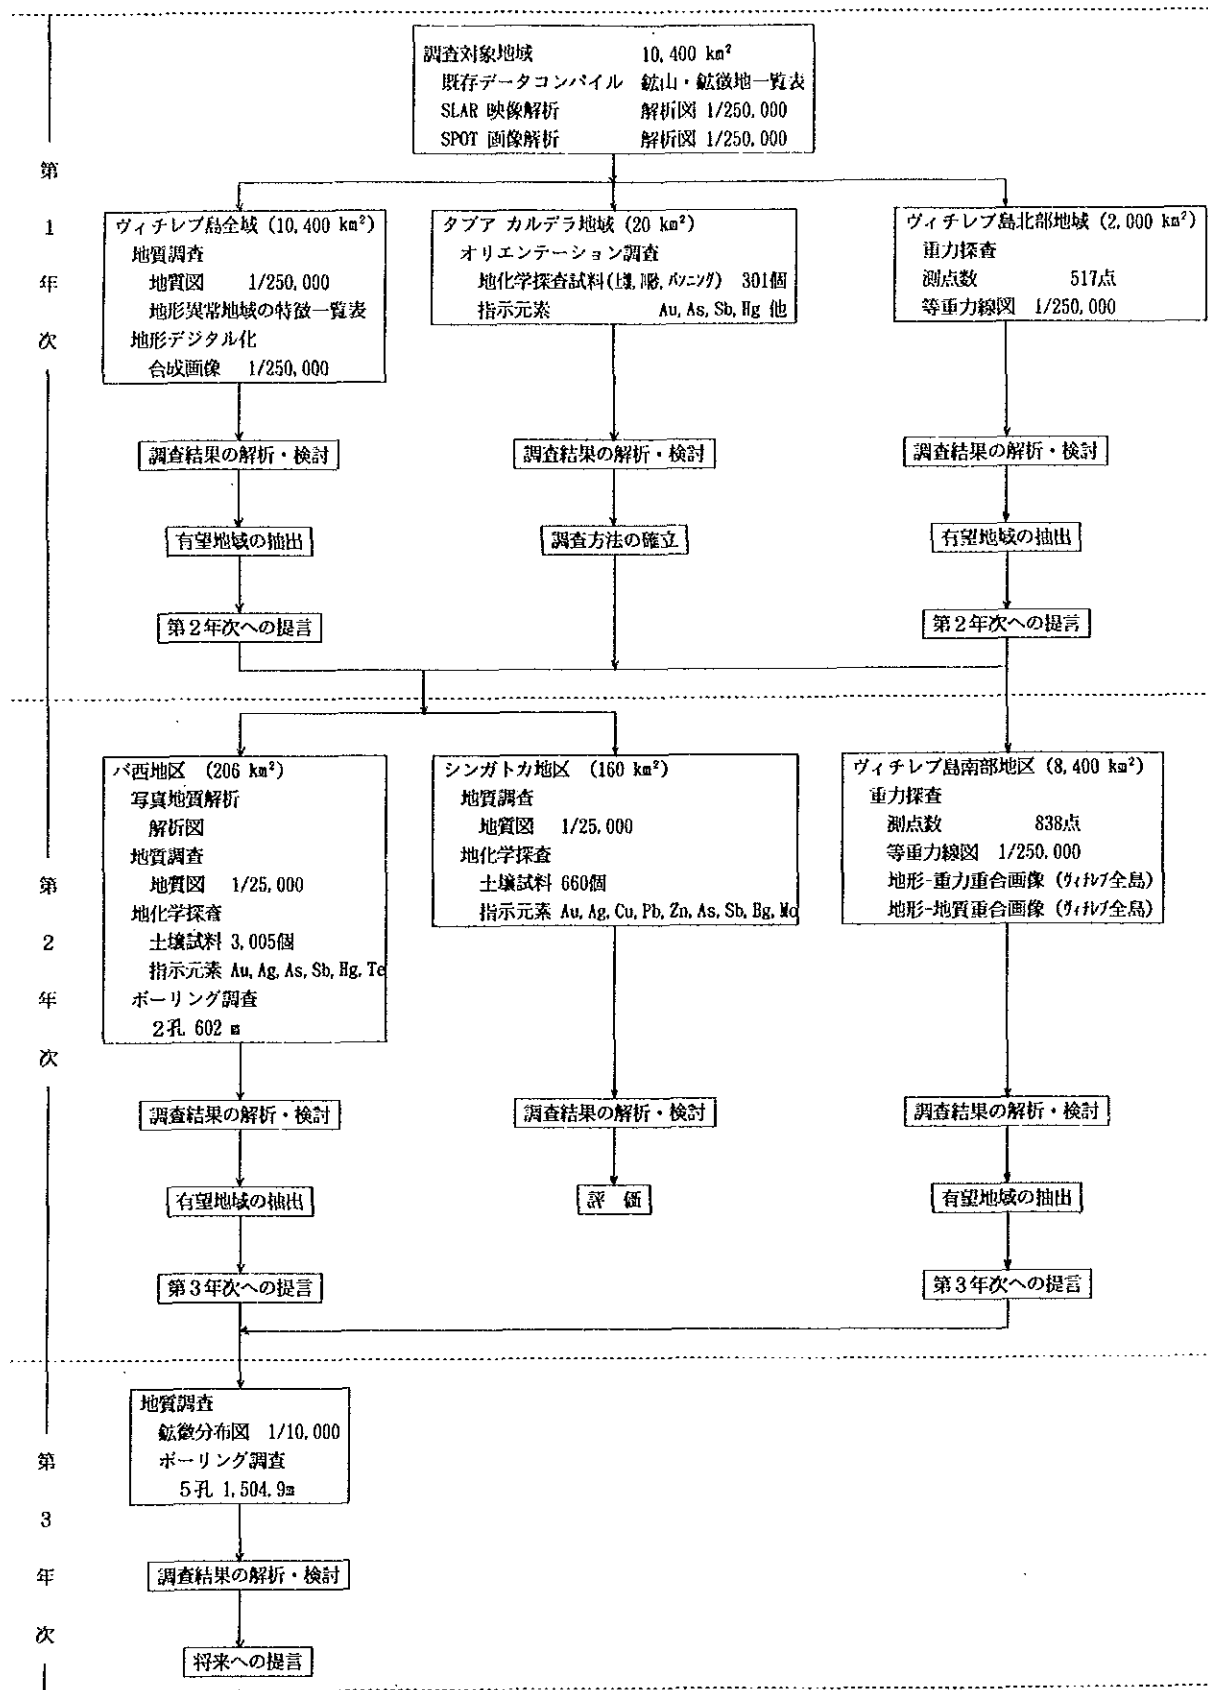 調査対象地域 10,400 km²
既存データコンパイル 鉱山・鉱徴地一覧表
SLAR 映像解析 解析図 1/250,000
SPOT 画像解析 解析図 1/250,000
第
1
年
次
ヴィチレブ島全域 (10,400 km²)
地質調査
地質図 1/250,000
地形異常地域の特徴一覧表
地形デジタル化
合成画像 1/250,000
タブア カルデラ地域 (20 km²)
オリエンテーション調査
地化学探査試料(土壌, パンニング) 301個
指示元素 Au, As, Sb, Hg 他
ヴィチレブ島北部地域 (2,000 km²)
重力探査
測点数 517点
等重力線図 1/250,000
調査結果の解析・検討
調査結果の解析・検討
調査結果の解析・検討
有望地域の抽出
調査方法の確立
有望地域の抽出
第2年次への提言
第2年次への提言
第
2
年
次
バ西地区 (206 km²)
写真地質解析
解析図
地質調査
地質図 1/25,000
地化学探査
土壌試料 3,005個
指示元素 Au, Ag, As, Sb, Hg, Te
ボーリング調査
2孔 602 m
シンガトカ地区 (160 km²)
地質調査
地質図 1/25,000
地化学探査
土壌試料 660個
指示元素 Au, Ag, Cu, Pb, Zn, As, Sb, Hg, Mo
ヴィチレブ島南部地区 (8,400 km²)
重力探査
測点数 838点
等重力線図 1/250,000
地形-重力重合画像 (ヴィチレブ全島)
地形-地質重合画像 (ヴィチレブ全島)
調査結果の解析・検討
調査結果の解析・検討
調査結果の解析・検討
有望地域の抽出
評 価
有望地域の抽出
第3年次への提言
第3年次への提言
第
3
年
次
地質調査
鉱徴分布図 1/10,000
ボーリング調査
5孔 1,504.9m
調査結果の解析・検討
将来への提言